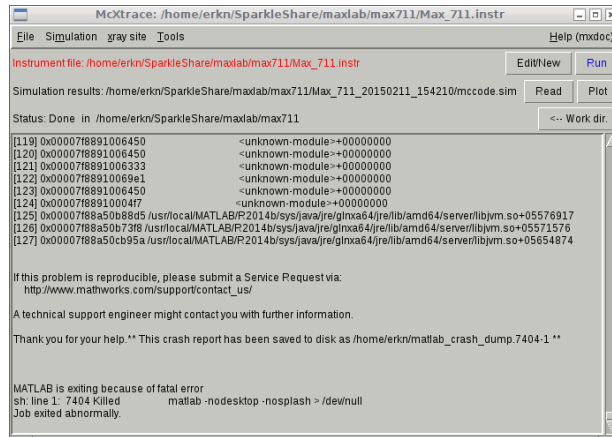 McXtrace: /home/erkn/SparkleShare/maxlab/max711/Max_711.instr
File Simulation xray site Tools Help (mxdoc)
Instrument file: /home/erkn/SparkleShare/maxlab/max711/Max_711.instr Edit/New Run
Simulation results: /home/erkn/SparkleShare/maxlab/max711/Max_711_20150211_154210/mccode.sim Read Plot
Status: Done in /home/erkn/SparkleShare/maxlab/max711 <-- Work dir.
[119] 0x00007f8891006450 <unknown-module>+00000000
[120] 0x00007f8891006450 <unknown-module>+00000000
[121] 0x00007f8891006333 <unknown-module>+00000000
[122] 0x00007f88910069e1 <unknown-module>+00000000
[123] 0x00007f8891006450 <unknown-module>+00000000
[124] 0x00007f88910004f7 <unknown-module>+00000000
[125] 0x00007f88a50b88d5 /usr/local/MATLAB/R2014b/sys/java/jre/glnxa64/jre/lib/amd64/server/libjvm.so+05576917
[126] 0x00007f88a50b73f8 /usr/local/MATLAB/R2014b/sys/java/jre/glnxa64/jre/lib/amd64/server/libjvm.so+05571576
[127] 0x00007f88a50cb95a /usr/local/MATLAB/R2014b/sys/java/jre/glnxa64/jre/lib/amd64/server/libjvm.so+05654874
If this problem is reproducible, please submit a Service Request via:
http://www.mathworks.com/support/contact_us/
A technical support engineer might contact you with further information.
Thank you for your help.** This crash report has been saved to disk as /home/erkn/matlab_crash_dump.7404-1 **
MATLAB is exiting because of fatal error
sh: line 1: 7404 Killed matlab -nodesktop -nosplash > /dev/null
Job exited abnormally.